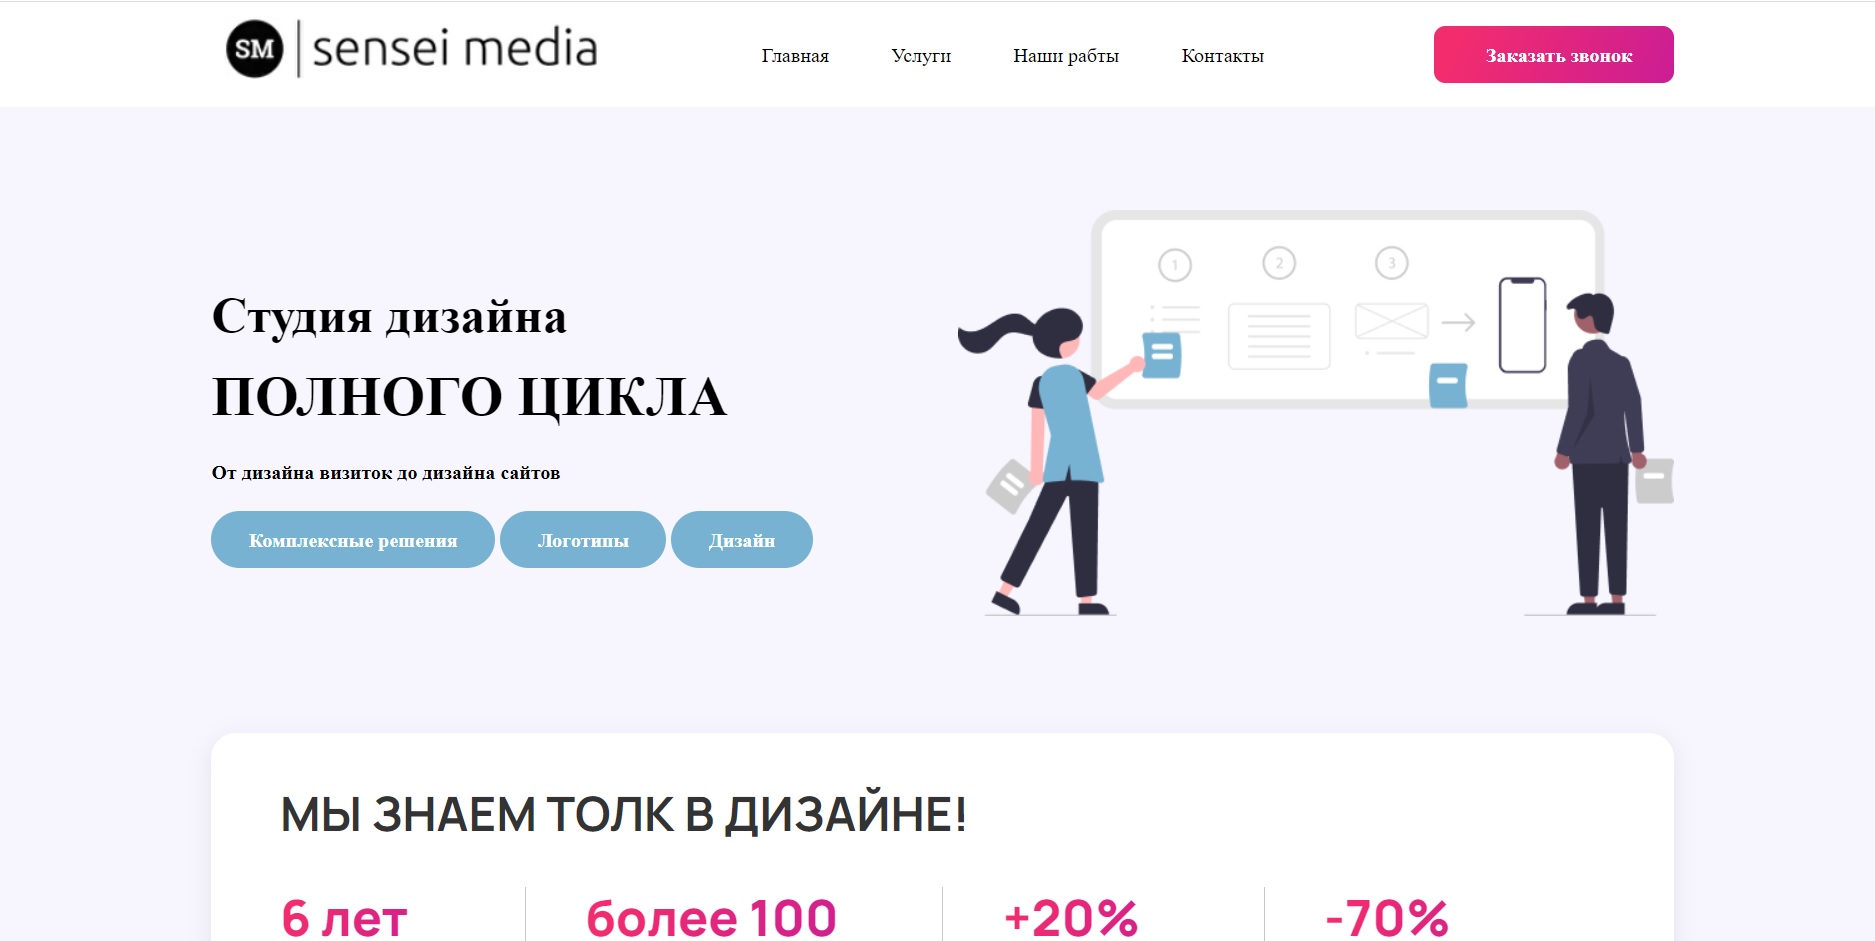 SM | sensei media
Главная Услуги Наши рабты Контакты Заказать звонок
1 2 3
Студия дизайна
ПОЛНОГО ЦИКЛА
От дизайна визиток до дизайна сайтов
Комплексные решения Логотипы Дизайн
МЫ ЗНАЕМ ТОЛК В ДИЗАЙНЕ!
6 лет более 100 +20% -70%